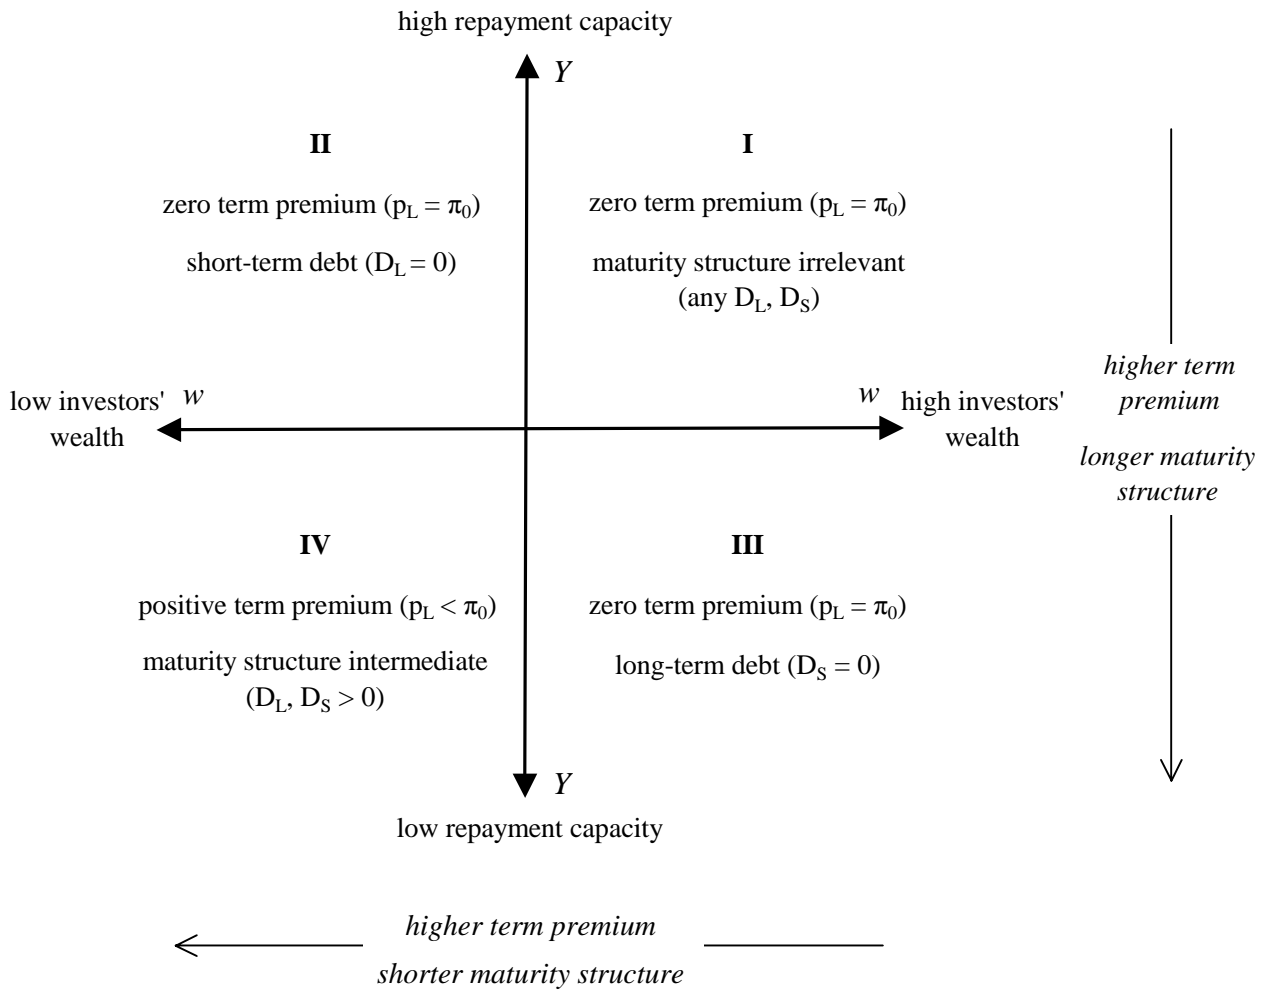 high repayment capacity
Y
II
I
zero term premium (p_L = π_0)
zero term premium (p_L = π_0)
short-term debt (D_L = 0)
maturity structure irrelevant
(any D_L, D_S)
higher term
premium
longer maturity
structure
low investors'
wealth
w
w
high investors'
wealth
IV
III
positive term premium (p_L < π_0)
zero term premium (p_L = π_0)
maturity structure intermediate
(D_L, D_S > 0)
long-term debt (D_S = 0)
Y
low repayment capacity
higher term premium
shorter maturity structure